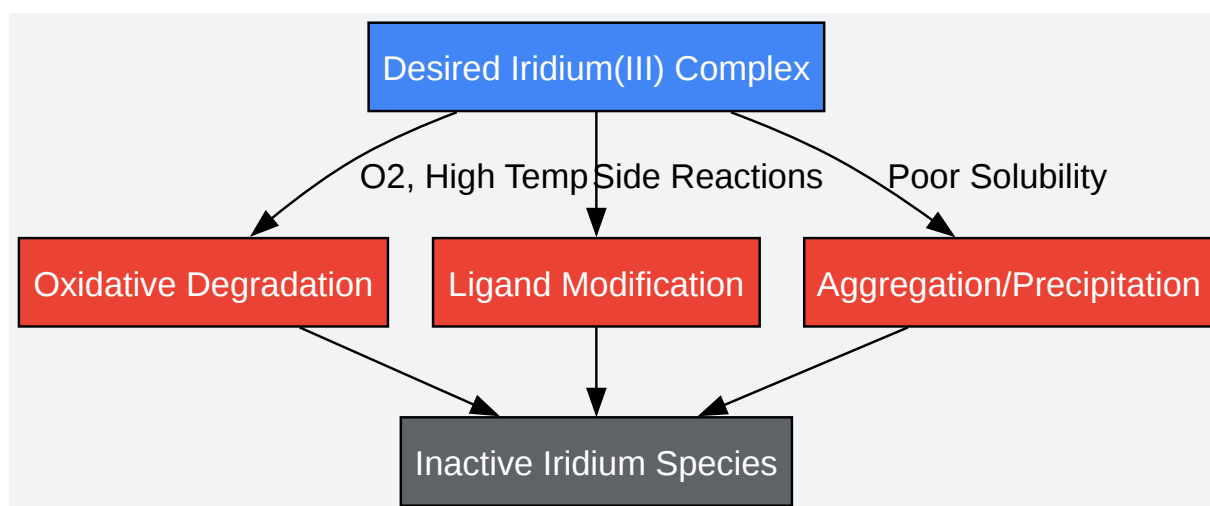 Desired Iridium(III) Complex
O2, High Temp
Side Reactions
Poor Solubility
Oxidative Degradation
Ligand Modification
Aggregation/Precipitation
Inactive Iridium Species